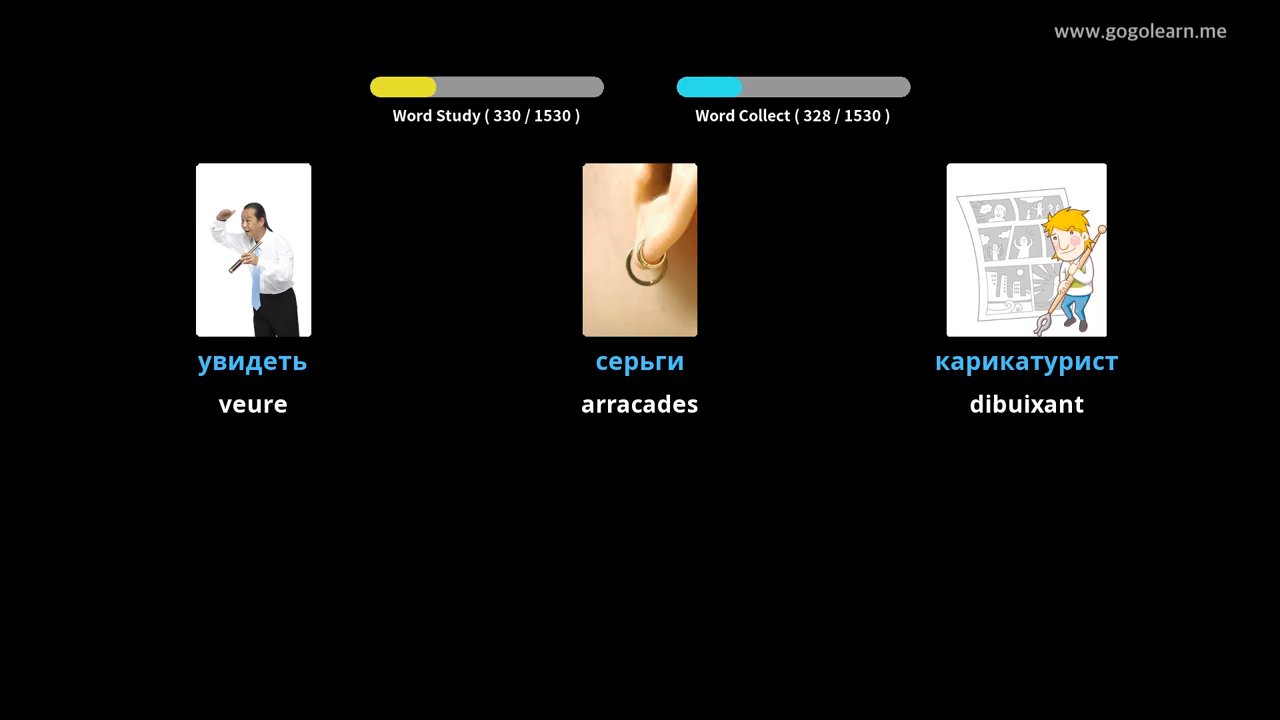 www.gogolearn.me
Word Study ( 330 / 1530 )
Word Collect ( 328 / 1530 )
увидеть
серьги
карикатурист
veure
arracades
dibuixant